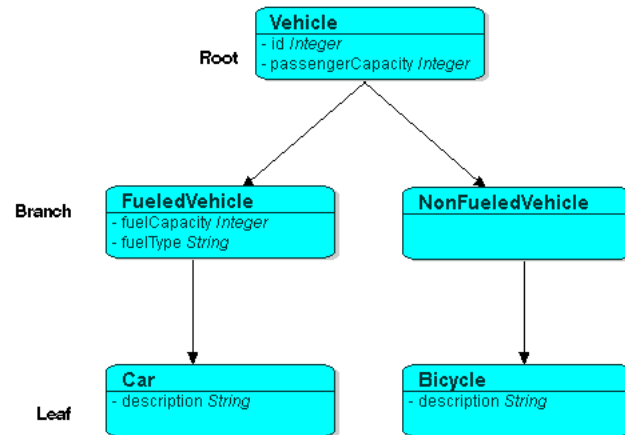 Vehicle
- id Integer
- passengerCapacity Integer
Root
FueledVehicle
- fuelCapacity Integer
- fuelType String
NonFueledVehicle
Branch
Car
- description String
Bicycle
- description String
Leaf